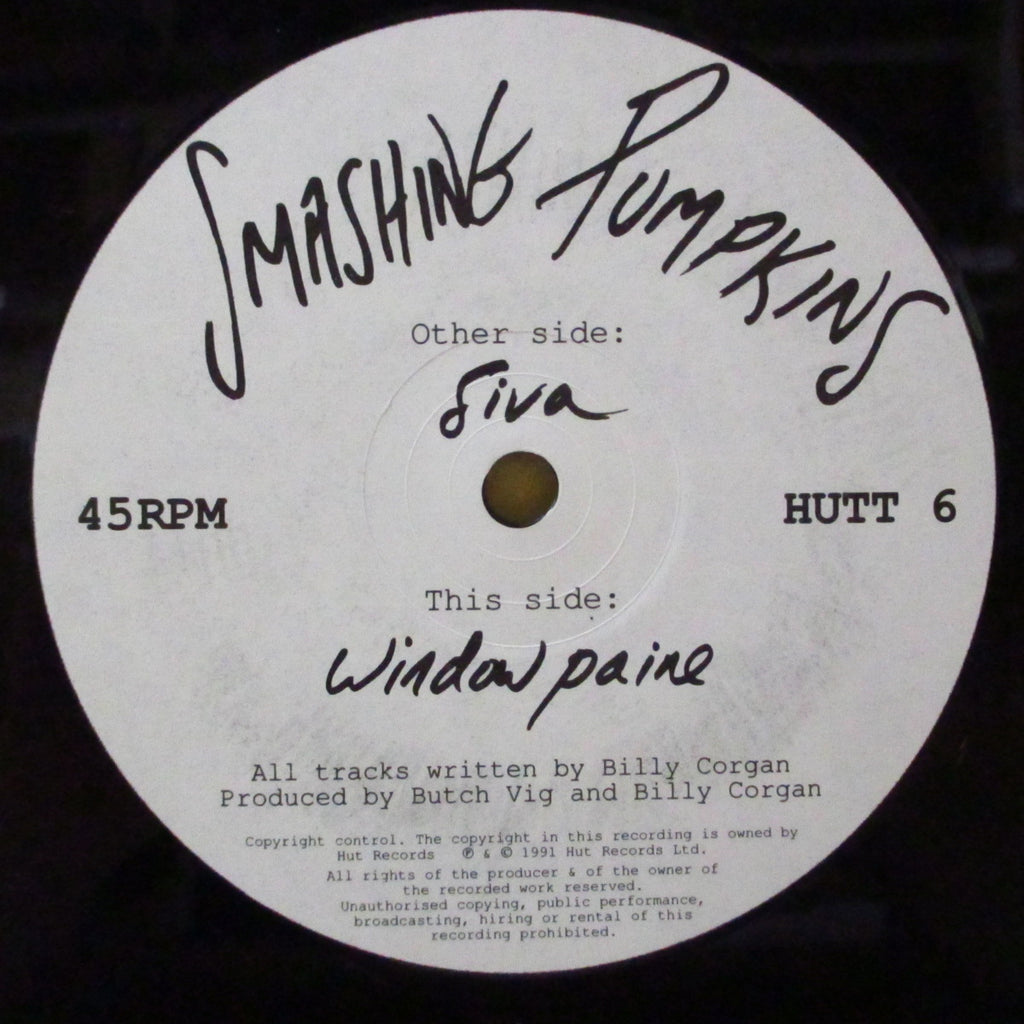 SMASHING PUMPKINS
Other side:
Siva
45RPM
HUTT 6
This side:
Window paine
All tracks written by Billy Corgan
Produced by Butch Vig and Billy Corgan
Copyright control. The copyright in this recording is owned by
Hut Records ℗ & © 1991 Hut Records Ltd.
All rights of the producer & of the owner of
the recorded work reserved.
Unauthorised copying, public performance,
broadcasting, hiring or rental of this
recording prohibited.